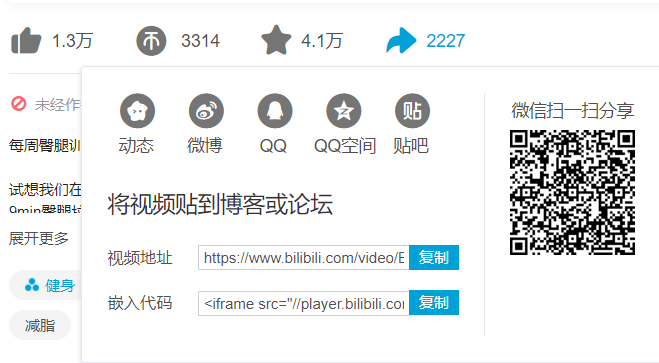 1.3万 3314 4.1万 2227
未经作
每周臀腿训
试想我们在
9min臀腿拉
展开更多
健身
减脂
动态 微博 QQ QQ空间 贴吧
将视频贴到博客或论坛
视频地址 https://www.bilibili.com/video/B 复制
嵌入代码 <iframe src="//player.bilibili.co 复制
微信扫一扫分享